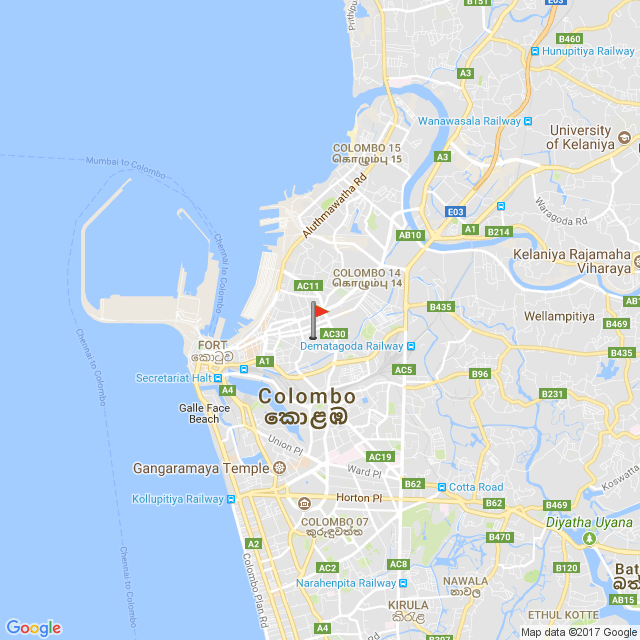 B151
E03
Prithipu
B460
Hunupitiya Railway
A3
Wanawasala Railway
University
of Kelaniya
COLOMBO 15
கொழும்பு 15
A3
Mumbai to Colombo
Aluthmawatha Rd
E03
Waragoda Rd
A1
B214
AB10
Chennai to Colombo
Kelaniya Rajamaha
Viharaya
COLOMBO 14
கொழும்பு 14
AC11
B435
Wellampitiya
B469
AC30
Chennai to Colombo
FORT
කොටුව
Dematagoda Railway
B435
A1
Secretariat Halt
AC5
B96
A4
Colombo
කොළඹ
B231
Galle Face
Beach
Union Pl
AC19
Gangaramaya Temple
Ward Pl
Koswatta
B62
Cotta Road
Kollupitiya Railway
Horton Pl
B62
B469
COLOMBO 07
කුරුඳුවත්ත
Diyatha Uyana
B470
A2
Chennai to Colombo
Colombo Plan Rd
AC2
AC8
B120
Bat
බත්
Narahenpita Railway
NAWALA
නාවල
AB15
KIRULA
කිරුළ
ETHUL KOTTE
A4
B307
Google
Map data ©2017 Google